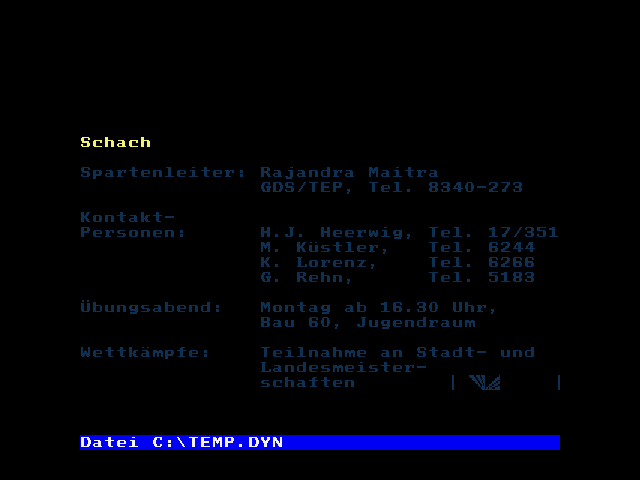 Schach
Spartenleiter: Rajandra Maitra
GDS/TEP, Tel. 8340-273
Kontakt-
Personen: H.J. Heerwig, Tel. 17/351
M. Küstler, Tel. 6244
K. Lorenz, Tel. 6266
G. Rehn, Tel. 5183
Übungsabend: Montag ab 16.30 Uhr,
Bau 60, Jugendraum
Wettkämpfe: Teilnahme an Stadt- und
Landesmeister-
schaften
Datei C:\TEMP.DYN